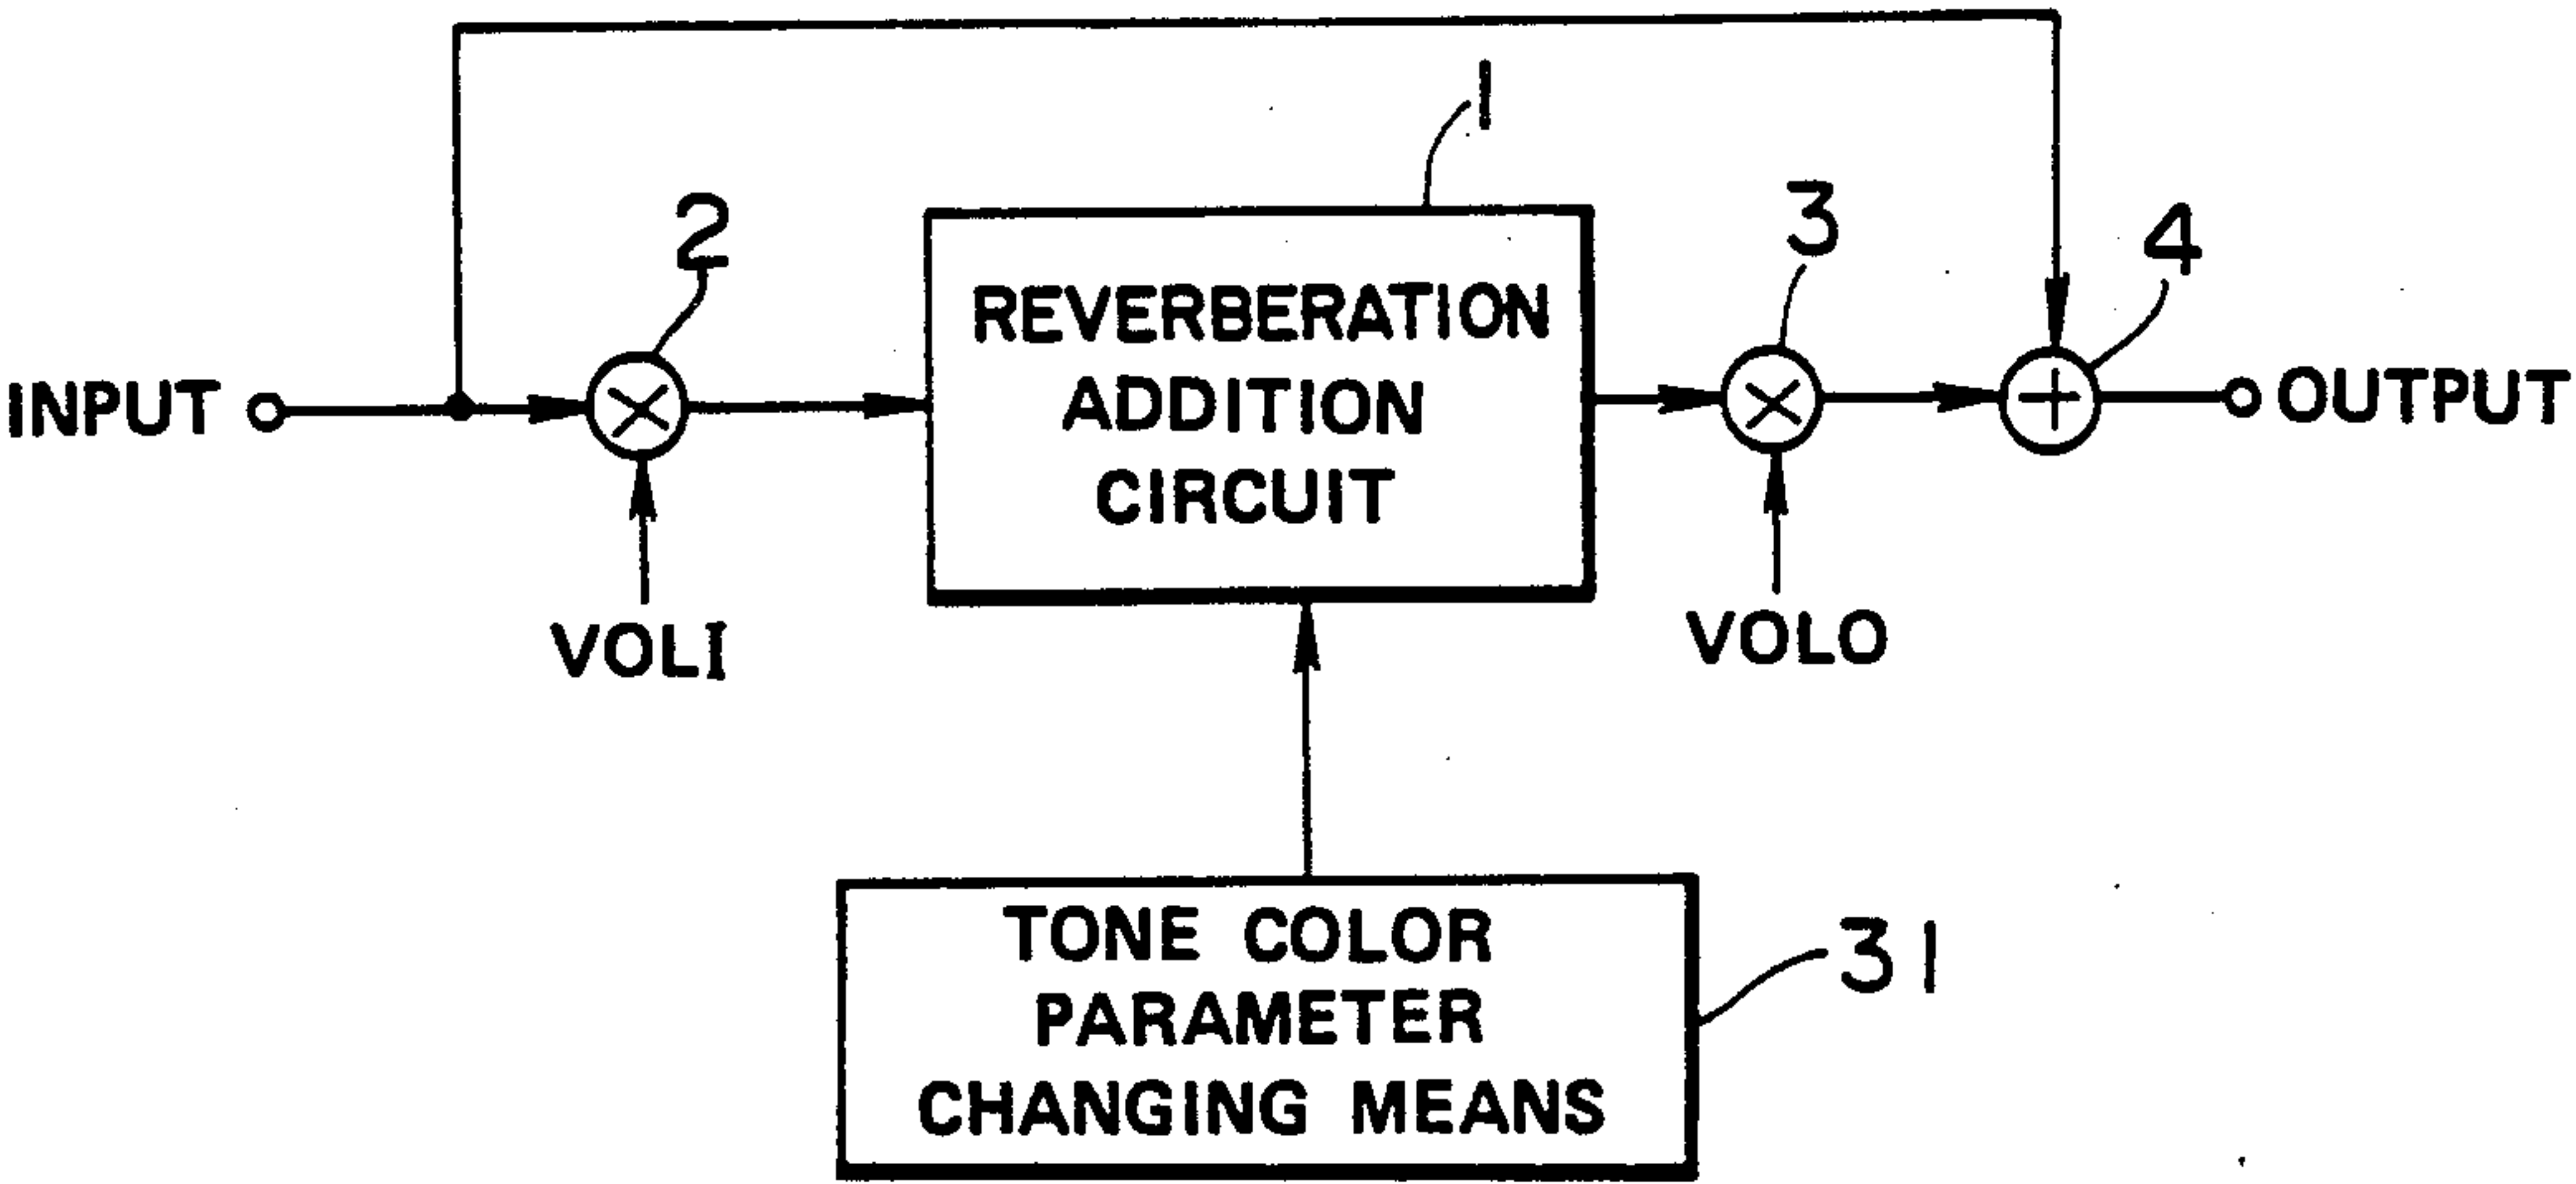 1
2
3
4
REVERBERATION
ADDITION
CIRCUIT
INPUT
OUTPUT
VOLI
VOLO
TONE COLOR
PARAMETER
CHANGING MEANS
31